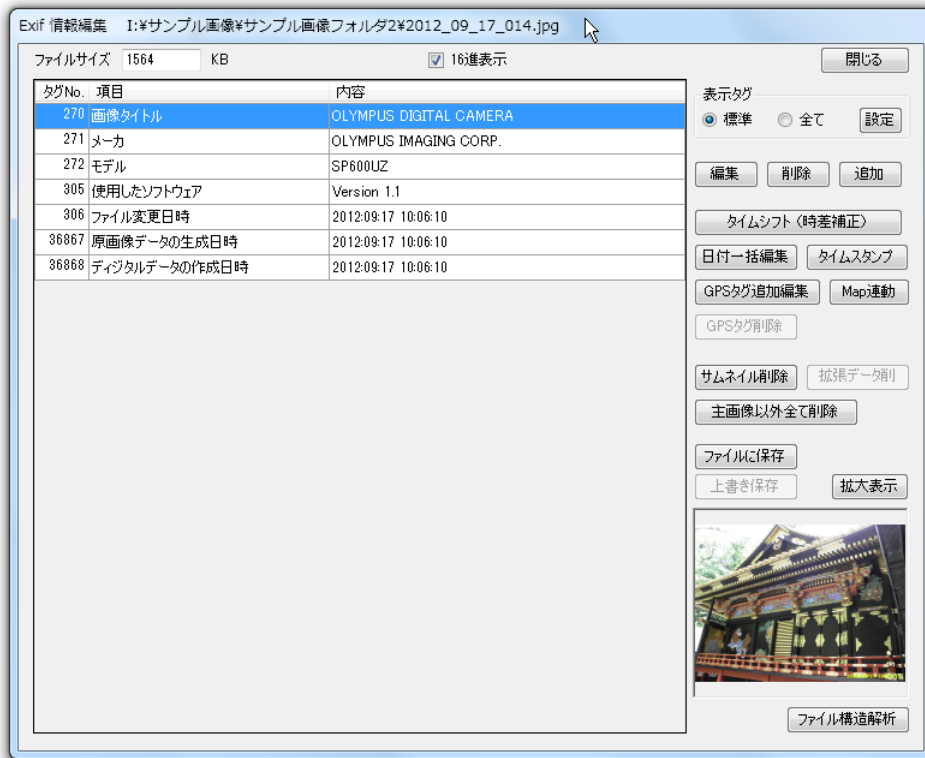 Exif 情報編集 I:¥サンプル画像¥サンプル画像フォルダ2¥2012_09_17_014.jpg
ファイルサイズ 1564 KB 16進表示 閉じる
タグNo. 項目 内容
270 画像タイトル OLYMPUS DIGITAL CAMERA
271 メーカ OLYMPUS IMAGING CORP.
272 モデル SP600UZ
305 使用したソフトウェア Version 1.1
306 ファイル変更日時 2012:09:17 10:06:10
36867 原画像データの生成日時 2012:09:17 10:06:10
36868 ディジタルデータの作成日時 2012:09:17 10:06:10
表示タグ
標準 全て 設定
編集 削除 追加
タイムシフト（時差補正）
日付一括編集 タイムスタンプ
GPSタグ追加編集 Map連動
GPSタグ削除
サムネイル削除 拡張データ削
主画像以外全て削除
ファイルに保存
上書き保存 拡大表示
ファイル構造解析